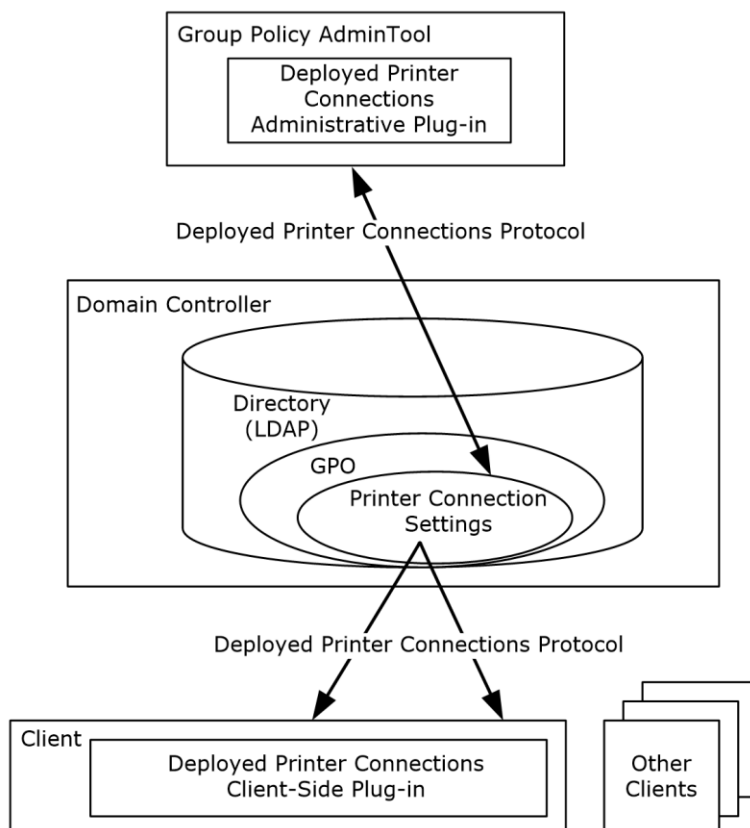 Group Policy AdminTool
Deployed Printer
Connections
Administrative Plug-in
Deployed Printer Connections Protocol
Domain Controller
Directory
(LDAP)
GPO
Printer Connection
Settings
Deployed Printer Connections Protocol
Client
Deployed Printer Connections
Client-Side Plug-in
Other
Clients